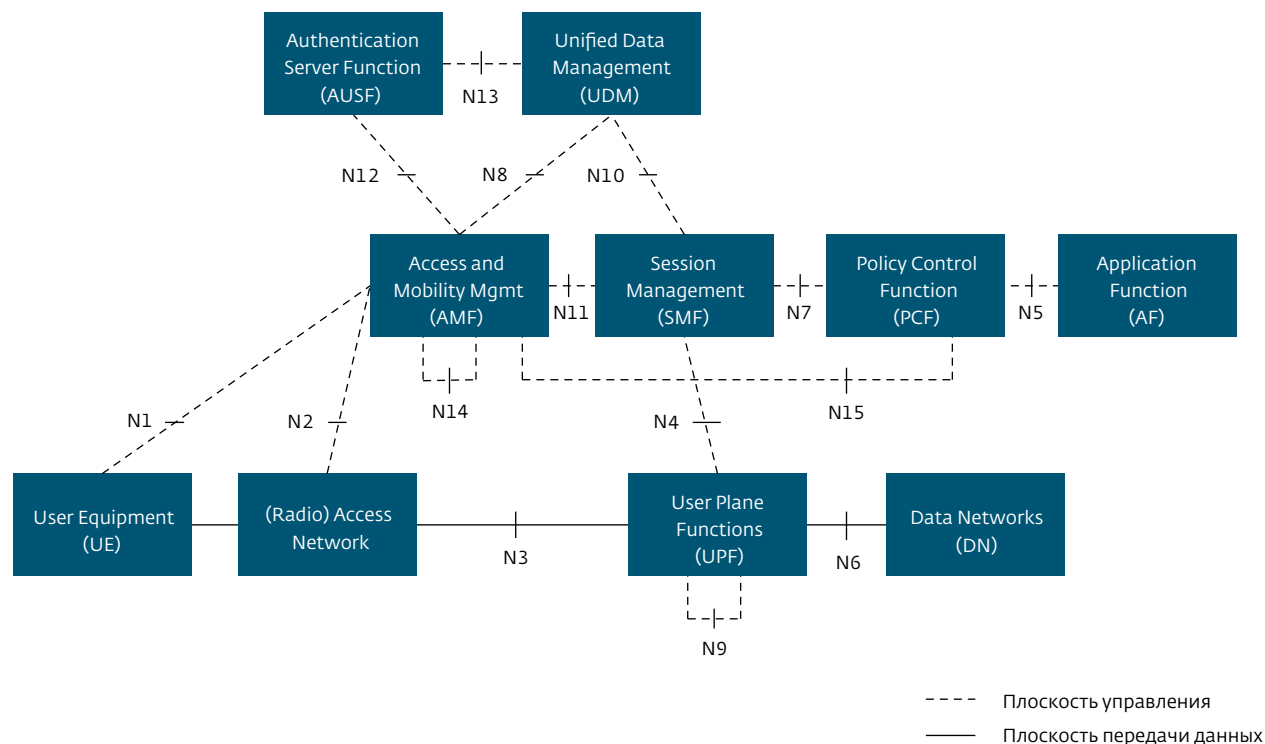 Authentication
Server Function
(AUSF)
Unified Data
Management
(UDM)
N13
N12
N8
N10
Access and
Mobility Mgmt
(AMF)
Session
Management
(SMF)
Policy Control
Function
(PCF)
Application
Function
(AF)
N11
N7
N5
N14
N15
N1
N2
N4
User Equipment
(UE)
(Radio) Access
Network
User Plane
Functions
(UPF)
Data Networks
(DN)
N3
N6
N9
Плоскость управления
Плоскость передачи данных